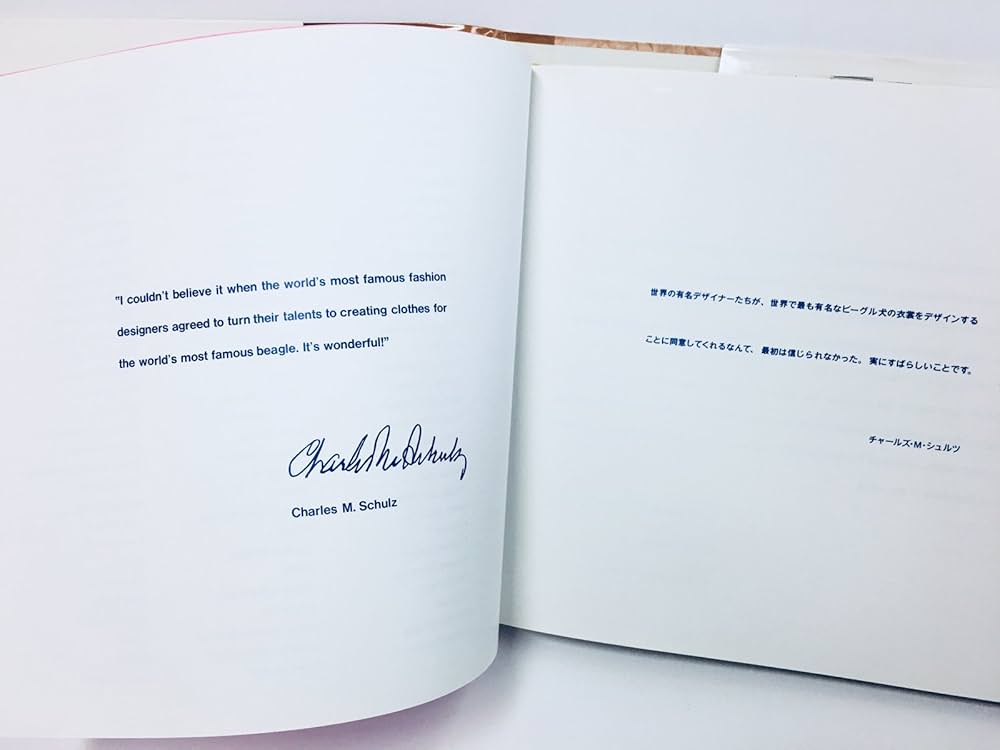 "I couldn't believe it when the world's most famous fashion
designers agreed to turn their talents to creating clothes for
the world's most famous beagle. It's wonderful!"
Charles M. Schulz
Charles M. Schulz
世界の有名デザイナーたちが、世界で最も有名なビーグル犬の衣裳をデザインする
ことに同意してくれるなんて、最初は信じられなかった。実にすばらしいことです。
チャールズ・M・シュルツ